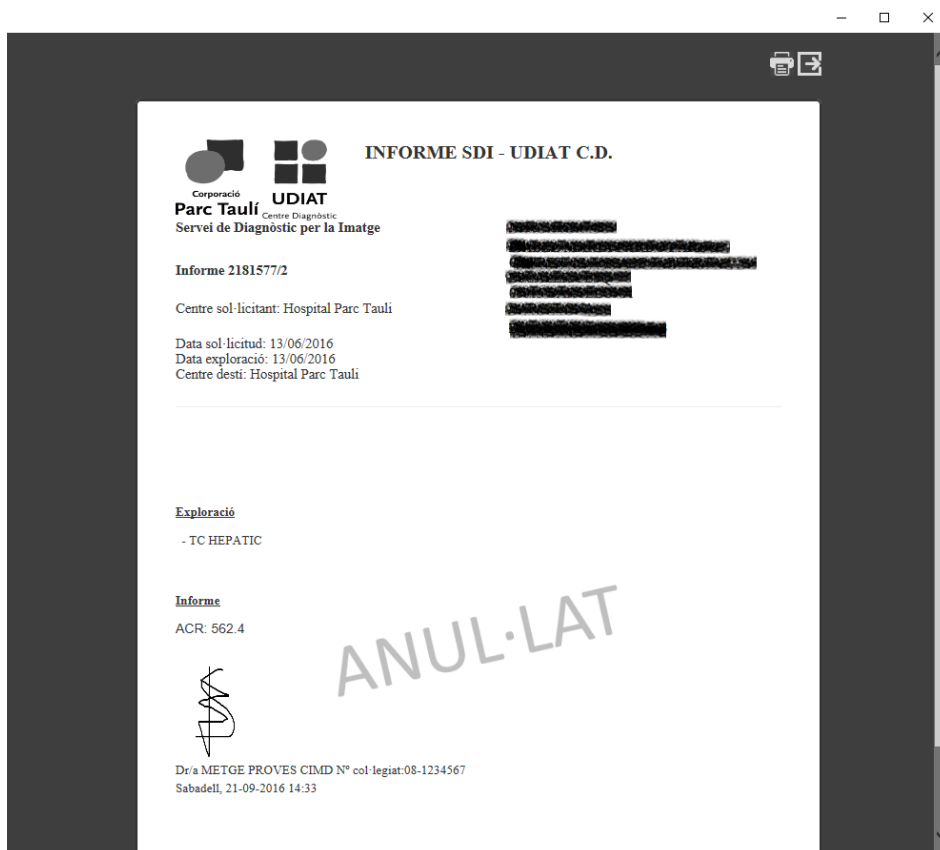 INFORME SDI - UDIAT C.D.
Corporació
Parc Taulí
UDIAT
Centre Diagnòstic
Servei de Diagnòstic per la Imatge
Informe 2181577/2
Centre sol·licitant: Hospital Parc Tauli
Data sol·licitud: 13/06/2016
Data exploració: 13/06/2016
Centre desti: Hospital Parc Tauli
Exploració
- TC HEPATIC
Informe
ACR: 562.4
ANUL·LAT
Dr/a METGE PROVES CIMD Nº col·legiat:08-1234567
Sabadell, 21-09-2016 14:33